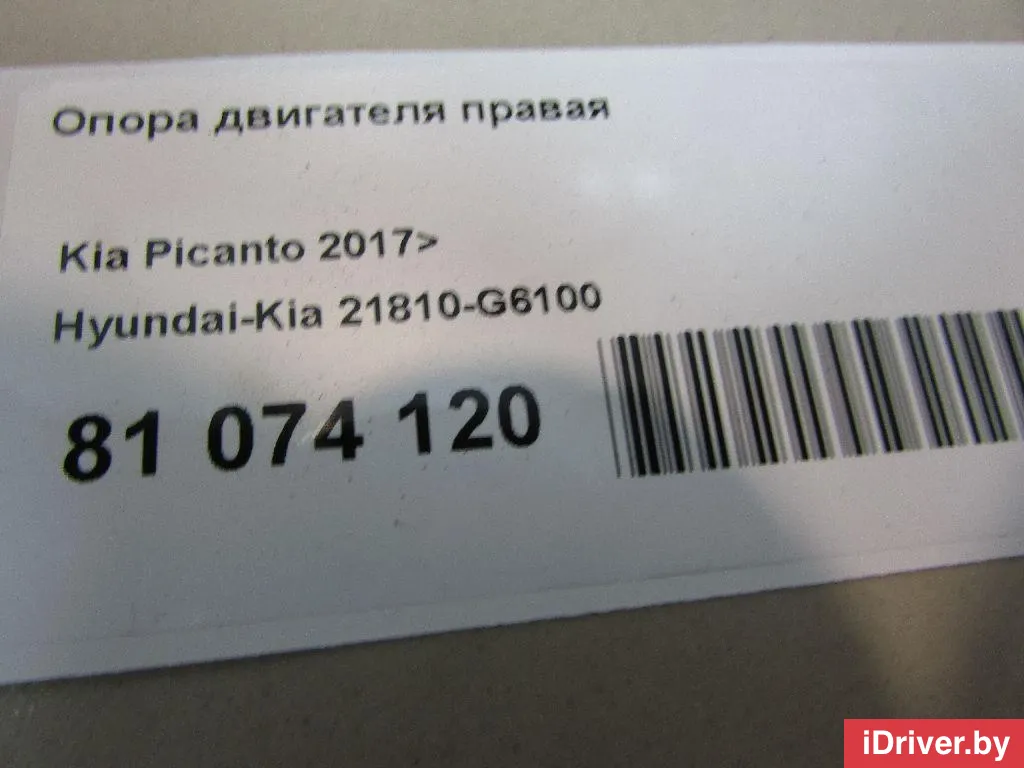 Опора двигателя правая
Kia Picanto 2017>
Hyundai-Kia 21810-G6100
81 074 120
iDriver.by